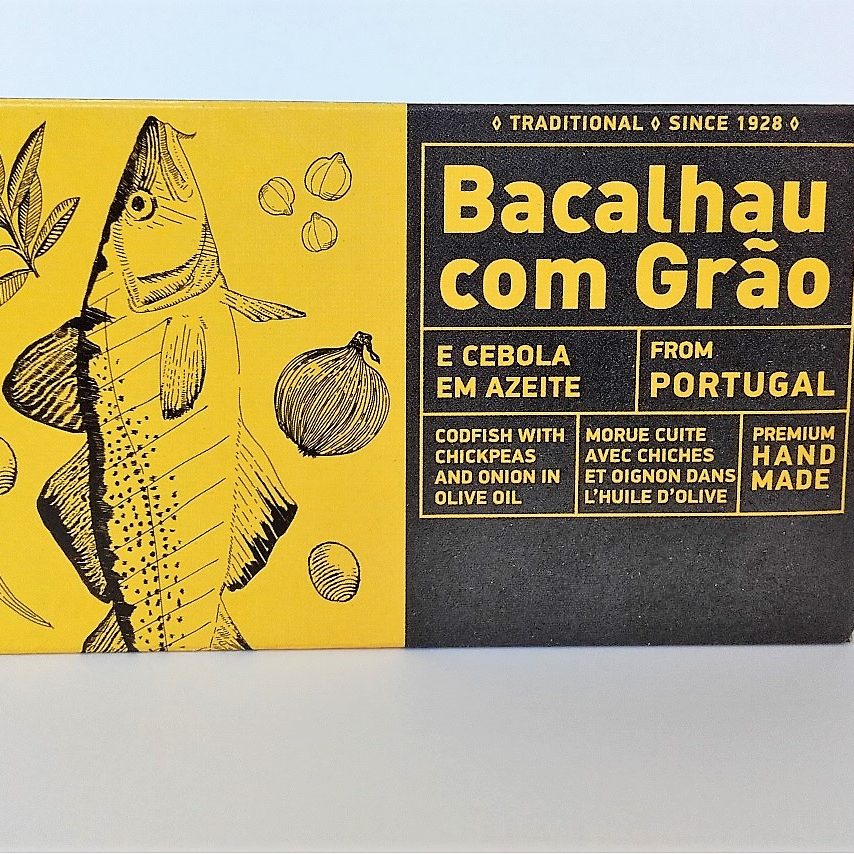 ◊ TRADITIONAL ◊ SINCE 1928 ◊
Bacalhau
com Grão
E CEBOLA
EM AZEITE
FROM
PORTUGAL
CODFISH WITH
CHICKPEAS
AND ONION IN
OLIVE OIL
MORUE CUITE
AVEC CHICHES
ET OIGNON DANS
L'HUILE D'OLIVE
PREMIUM
HAND
MADE